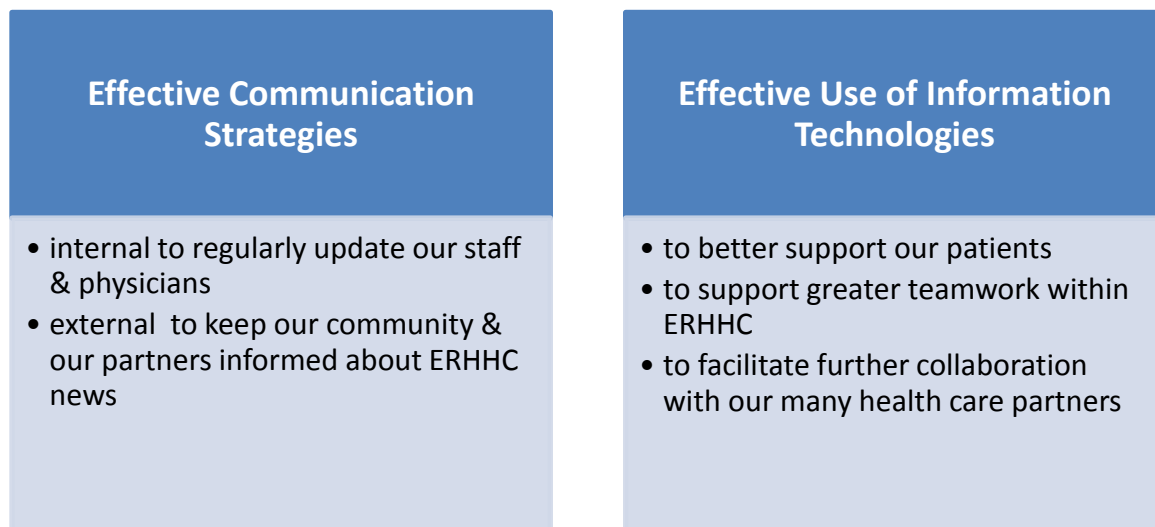 Effective Communication
Strategies
• internal to regularly update our staff
& physicians
• external  to keep our community &
our partners informed about ERHHC
news
Effective Use of Information
Technologies
• to better support our patients
• to support greater teamwork within
ERHHC
• to facilitate further collaboration
with our many health care partners